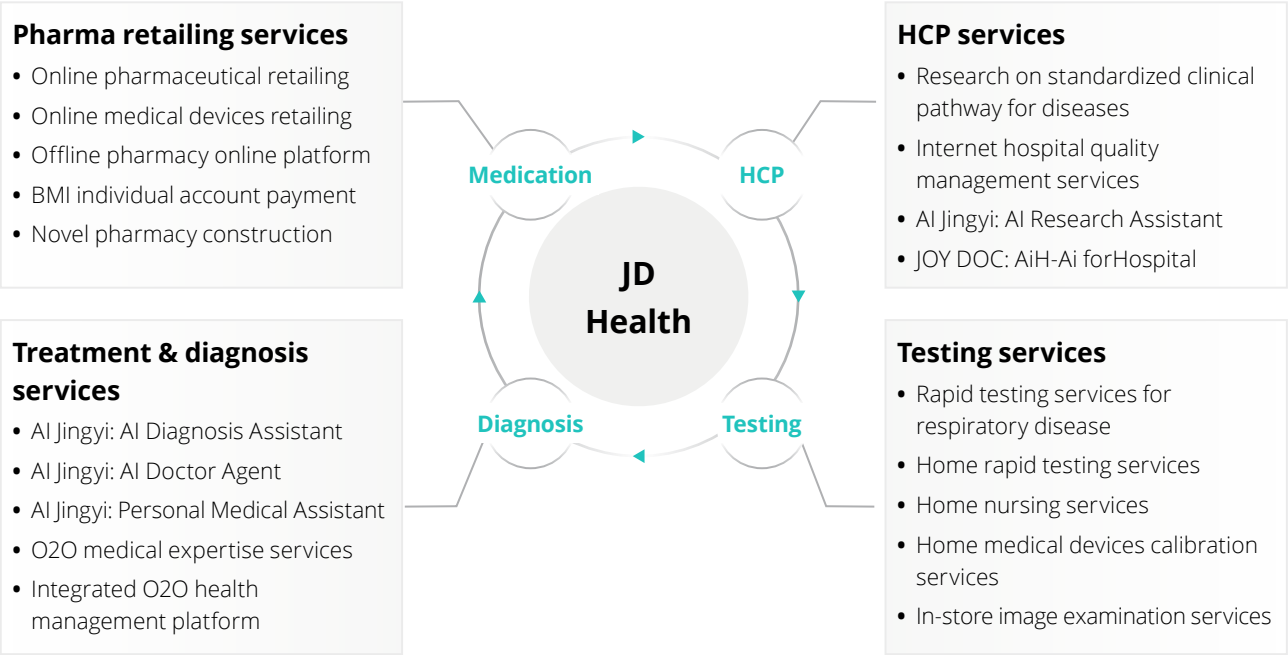 Pharma retailing services
• Online pharmaceutical retailing
• Online medical devices retailing
• Offline pharmacy online platform
• BMI individual account payment
• Novel pharmacy construction
HCP services
• Research on standardized clinical
pathway for diseases
• Internet hospital quality
management services
• AI Jingyi: AI Research Assistant
• JOY DOC: AiH-Ai forHospital
Medication
HCP
JD
Health
Diagnosis
Testing
Treatment & diagnosis
services
• AI Jingyi: AI Diagnosis Assistant
• AI Jingyi: AI Doctor Agent
• AI Jingyi: Personal Medical Assistant
• O2O medical expertise services
• Integrated O2O health
management platform
Testing services
• Rapid testing services for
respiratory disease
• Home rapid testing services
• Home nursing services
• Home medical devices calibration
services
• In-store image examination services